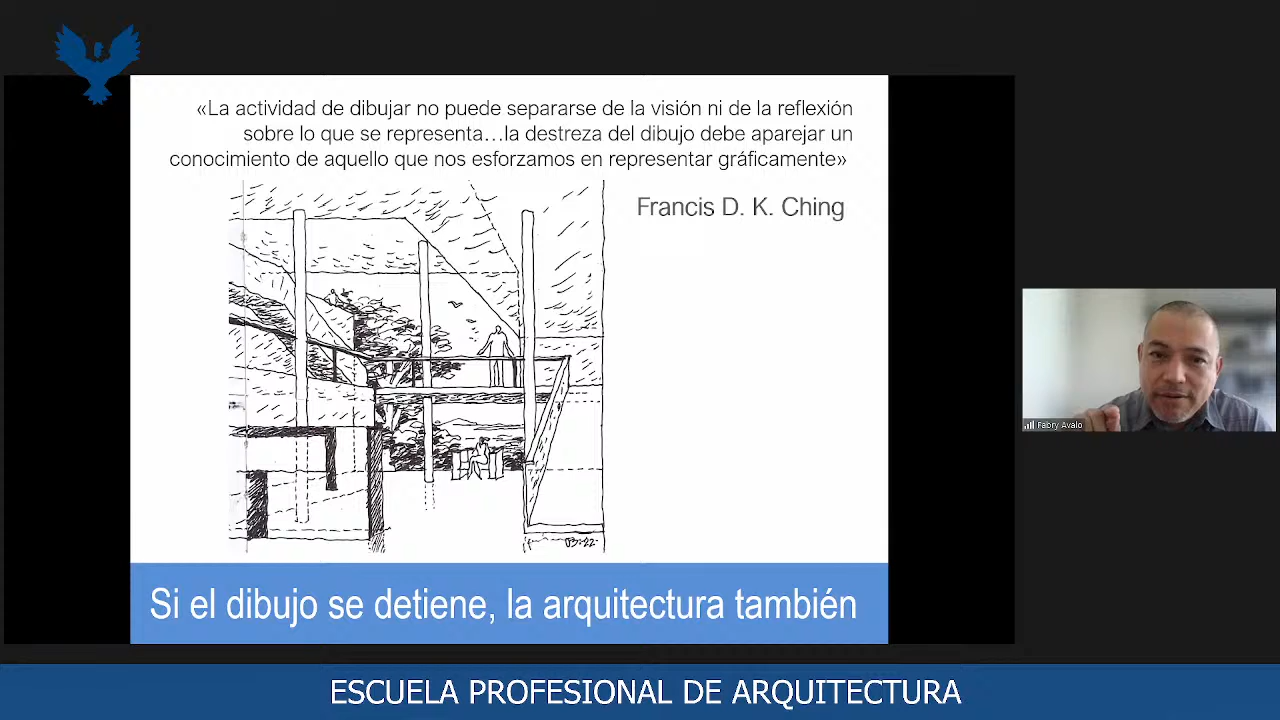 «La actividad de dibujar no puede separarse de la visión ni de la reflexión
sobre lo que se representa…la destreza del dibujo debe aparejar un
conocimiento de aquello que nos esforzamos en representar gráficamente»
Francis D. K. Ching
Fabry Avalo
Si el dibujo se detiene, la arquitectura también
ESCUELA PROFESIONAL DE ARQUITECTURA